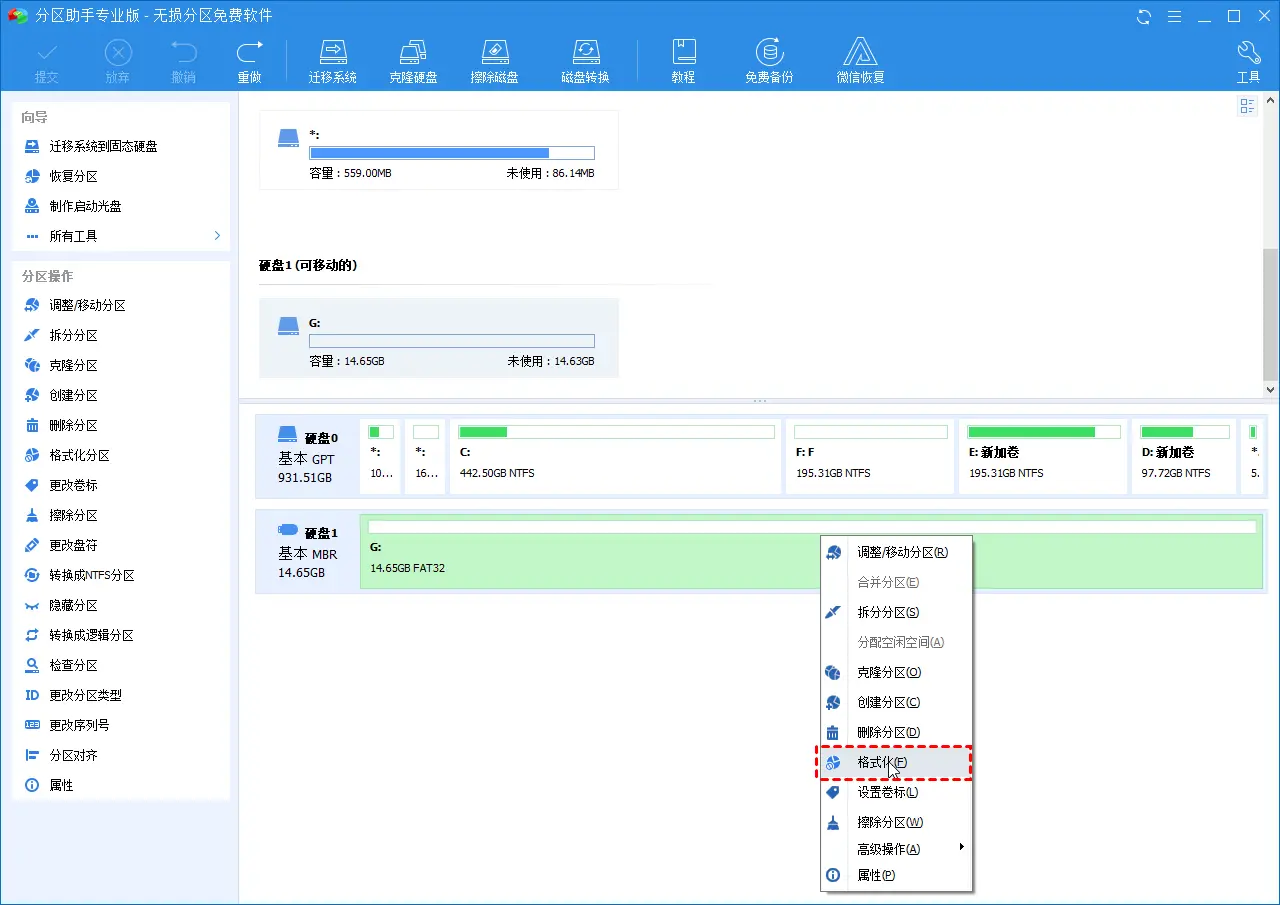 分区助手专业版 - 无损分区免费软件
提交 放弃 撤销 重做 迁移系统 克隆硬盘 擦除磁盘 磁盘转换 教程 免费备份 微信恢复 工具
向导
迁移系统到固态硬盘
恢复分区
制作启动光盘
所有工具
分区操作
调整/移动分区
拆分分区
克隆分区
创建分区
删除分区
格式化分区
更改卷标
擦除分区
更改盘符
转换成NTFS分区
隐藏分区
转换成逻辑分区
检查分区
ID 更改分区类型
123 更改序列号
分区对齐
属性
*:
容量：559.00MB 未使用：86.14MB
硬盘1 (可移动的)
G:
容量：14.65GB 未使用：14.63GB
硬盘0
基本 GPT
931.51GB
*:
10...
*:
16...
C:
442.50GB NTFS
F: F
195.31GB NTFS
E: 新加卷
195.31GB NTFS
D: 新加卷
97.72GB NTFS
*
5.
硬盘1
基本 MBR
14.65GB
G:
14.65GB FAT32
调整/移动分区(R)
合并分区(E)
拆分分区(S)
分配空闲空间(A)
克隆分区(O)
创建分区(C)
删除分区(D)
格式化(F)
设置卷标(L)
擦除分区(W)
高级操作(A)
属性(P)